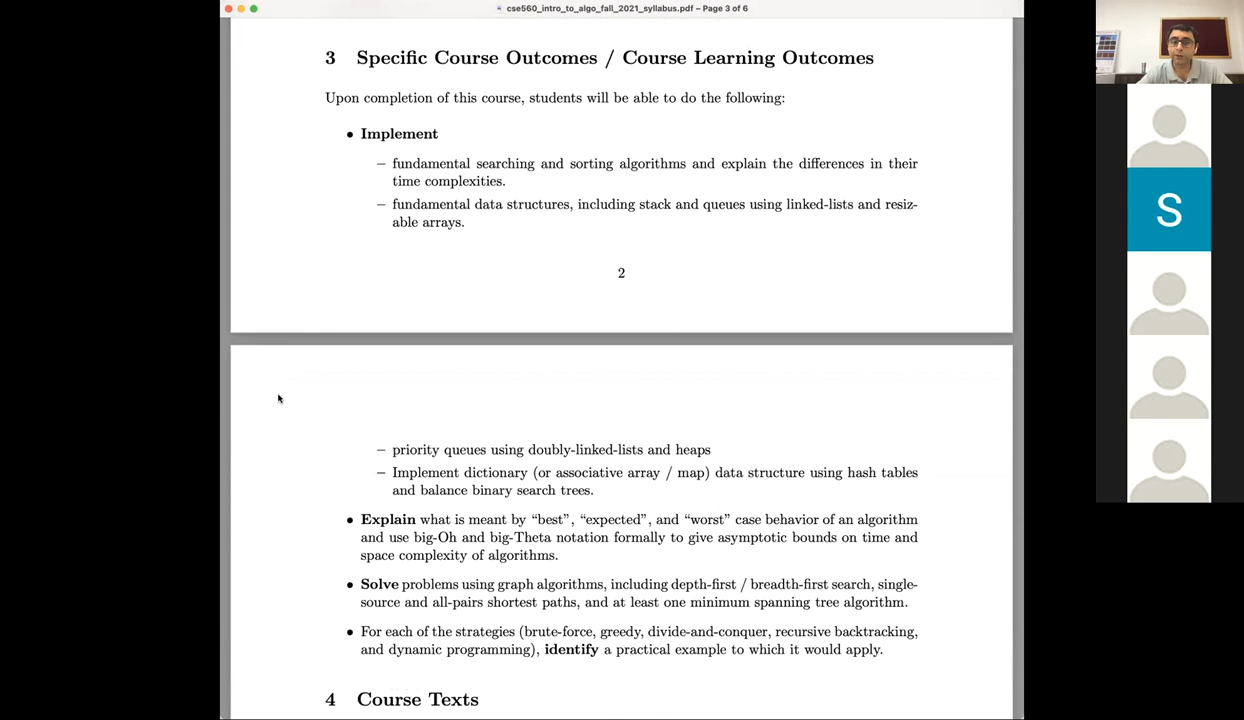 cse560_intro_to_algo_fall_2021_syllabus.pdf – Page 3 of 6
3 Specific Course Outcomes / Course Learning Outcomes
Upon completion of this course, students will be able to do the following:
• Implement
– fundamental searching and sorting algorithms and explain the differences in their
time complexities.
– fundamental data structures, including stack and queues using linked-lists and resiz-
able arrays.
2
– priority queues using doubly-linked-lists and heaps
– Implement dictionary (or associative array / map) data structure using hash tables
and balance binary search trees.
• Explain what is meant by “best”, “expected”, and “worst” case behavior of an algorithm
and use big-Oh and big-Theta notation formally to give asymptotic bounds on time and
space complexity of algorithms.
• Solve problems using graph algorithms, including depth-first / breadth-first search, single-
source and all-pairs shortest paths, and at least one minimum spanning tree algorithm.
• For each of the strategies (brute-force, greedy, divide-and-conquer, recursive backtracking,
and dynamic programming), identify a practical example to which it would apply.
4 Course Texts
S